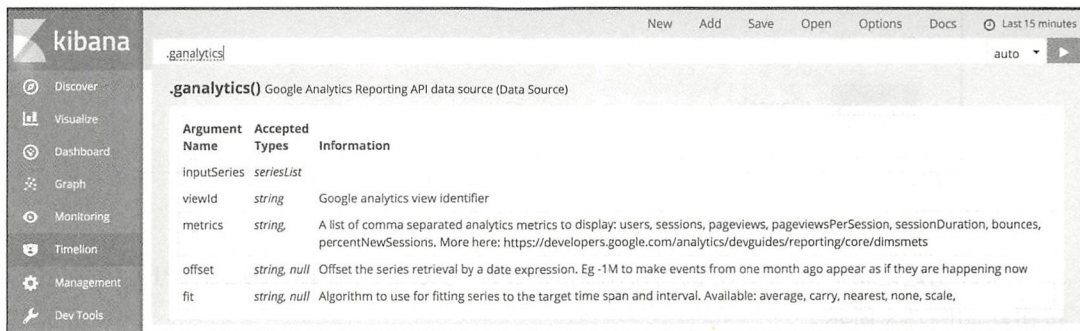 kibana
New Add Save Open Options Docs Last 15 minutes
.ganalytics
auto
Discover
Visualize
Dashboard
Graph
Monitoring
Timelion
Management
Dev Tools
.ganalytics() Google Analytics Reporting API data source (Data Source)
Argument Name Accepted Types Information
inputSeries seriesList
viewId string Google analytics view identifier
metrics string, A list of comma separated analytics metrics to display: users, sessions, pageviews, pageviewsPerSession, sessionDuration, bounces,
percentNewSessions. More here: https://developers.google.com/analytics/devguides/reporting/core/dimsmets
offset string, null Offset the series retrieval by a date expression. Eg -1M to make events from one month ago appear as if they are happening now
fit string, null Algorithm to use for fitting series to the target time span and interval. Available: average, carry, nearest, none, scale,